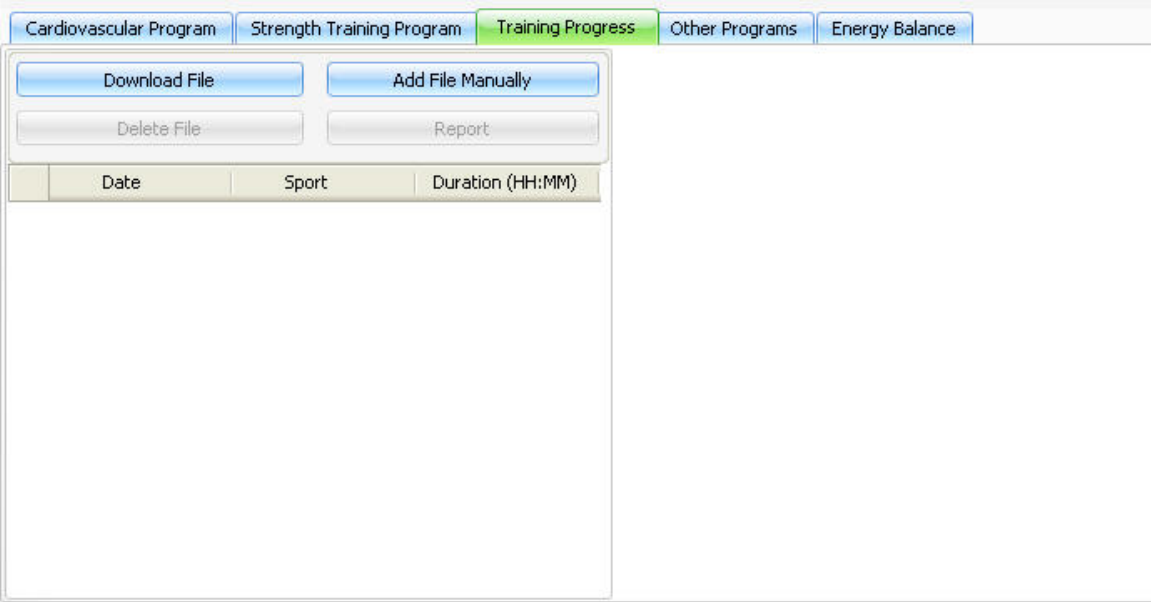 Cardiovascular Program Strength Training Program Training Progress Other Programs Energy Balance
Download File Add File Manually
Delete File Report
Date Sport Duration (HH:MM)